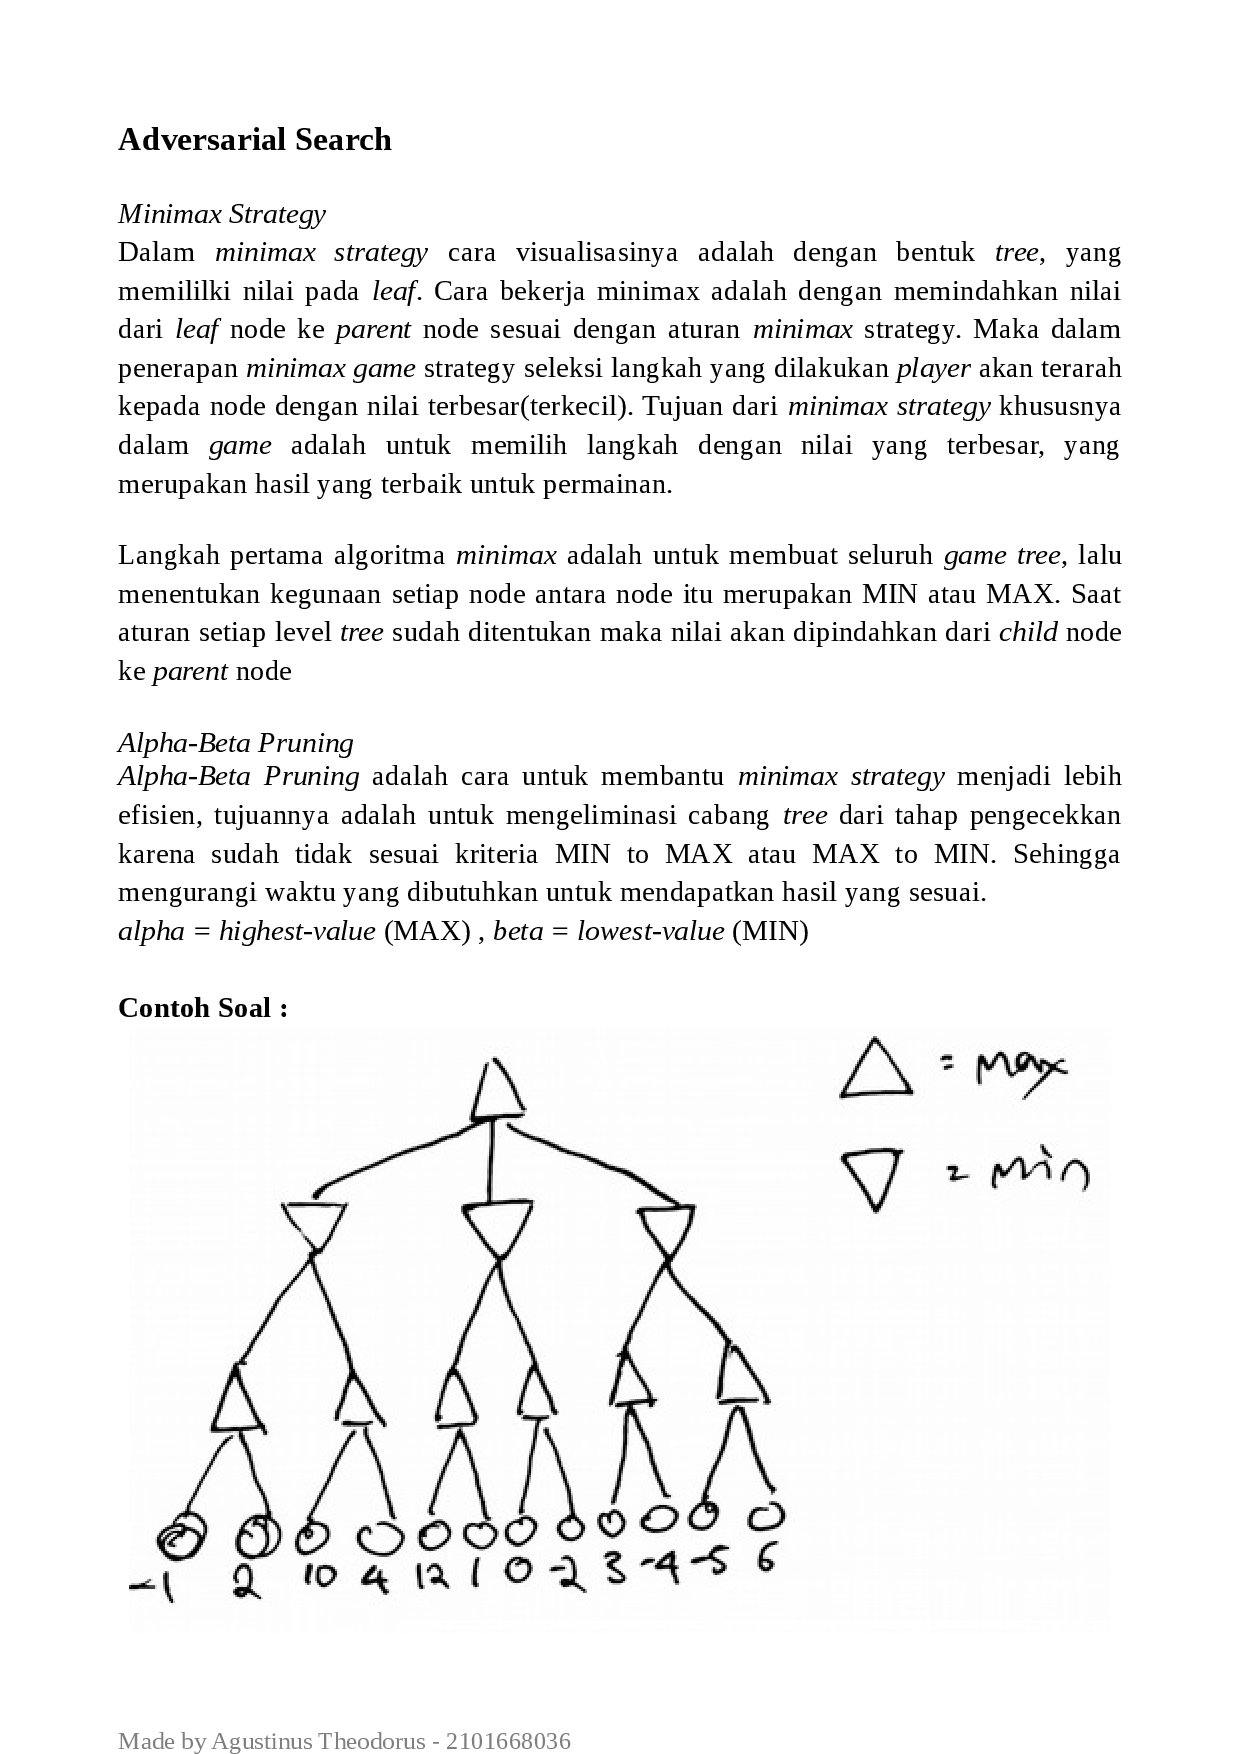 Adversarial Search
Minimax Strategy
Dalam minimax strategy cara visualisasinya adalah dengan bentuk tree, yang
memililki nilai pada leaf. Cara bekerja minimax adalah dengan memindahkan nilai
dari leaf node ke parent node sesuai dengan aturan minimax strategy. Maka dalam
penerapan minimax game strategy seleksi langkah yang dilakukan player akan terarah
kepada node dengan nilai terbesar(terkecil). Tujuan dari minimax strategy khususnya
dalam game adalah untuk memilih langkah dengan nilai yang terbesar, yang
merupakan hasil yang terbaik untuk permainan.
Langkah pertama algoritma minimax adalah untuk membuat seluruh game tree, lalu
menentukan kegunaan setiap node antara node itu merupakan MIN atau MAX. Saat
aturan setiap level tree sudah ditentukan maka nilai akan dipindahkan dari child node
ke parent node
Alpha-Beta Pruning
Alpha-Beta Pruning adalah cara untuk membantu minimax strategy menjadi lebih
efisien, tujuannya adalah untuk mengeliminasi cabang tree dari tahap pengecekkan
karena sudah tidak sesuai kriteria MIN to MAX atau MAX to MIN. Sehingga
mengurangi waktu yang dibutuhkan untuk mendapatkan hasil yang sesuai.
alpha = highest-value (MAX) , beta = lowest-value (MIN)
Contoh Soal :
= max
= min
-1 2 10 4 12 1 0 -2 3 -4 -5 6
Made by Agustinus Theodorus - 2101668036